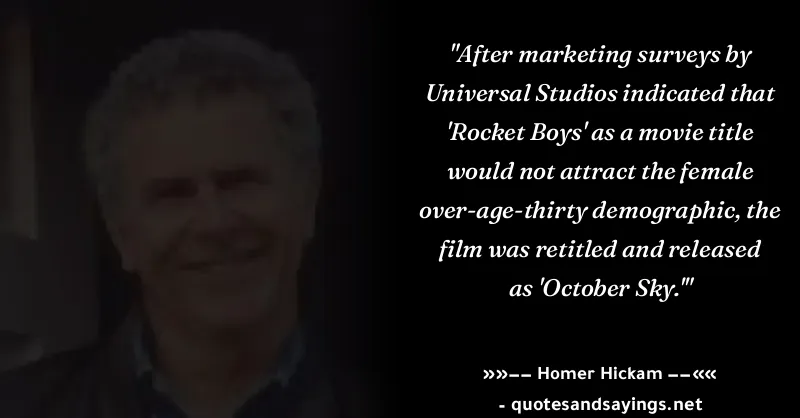 "After marketing surveys by
Universal Studios indicated that
'Rocket Boys' as a movie title
would not attract the female
over-age-thirty demographic, the
film was retitled and released
as 'October Sky.'"
»»–– Homer Hickam ––««
- quotesandsayings.net